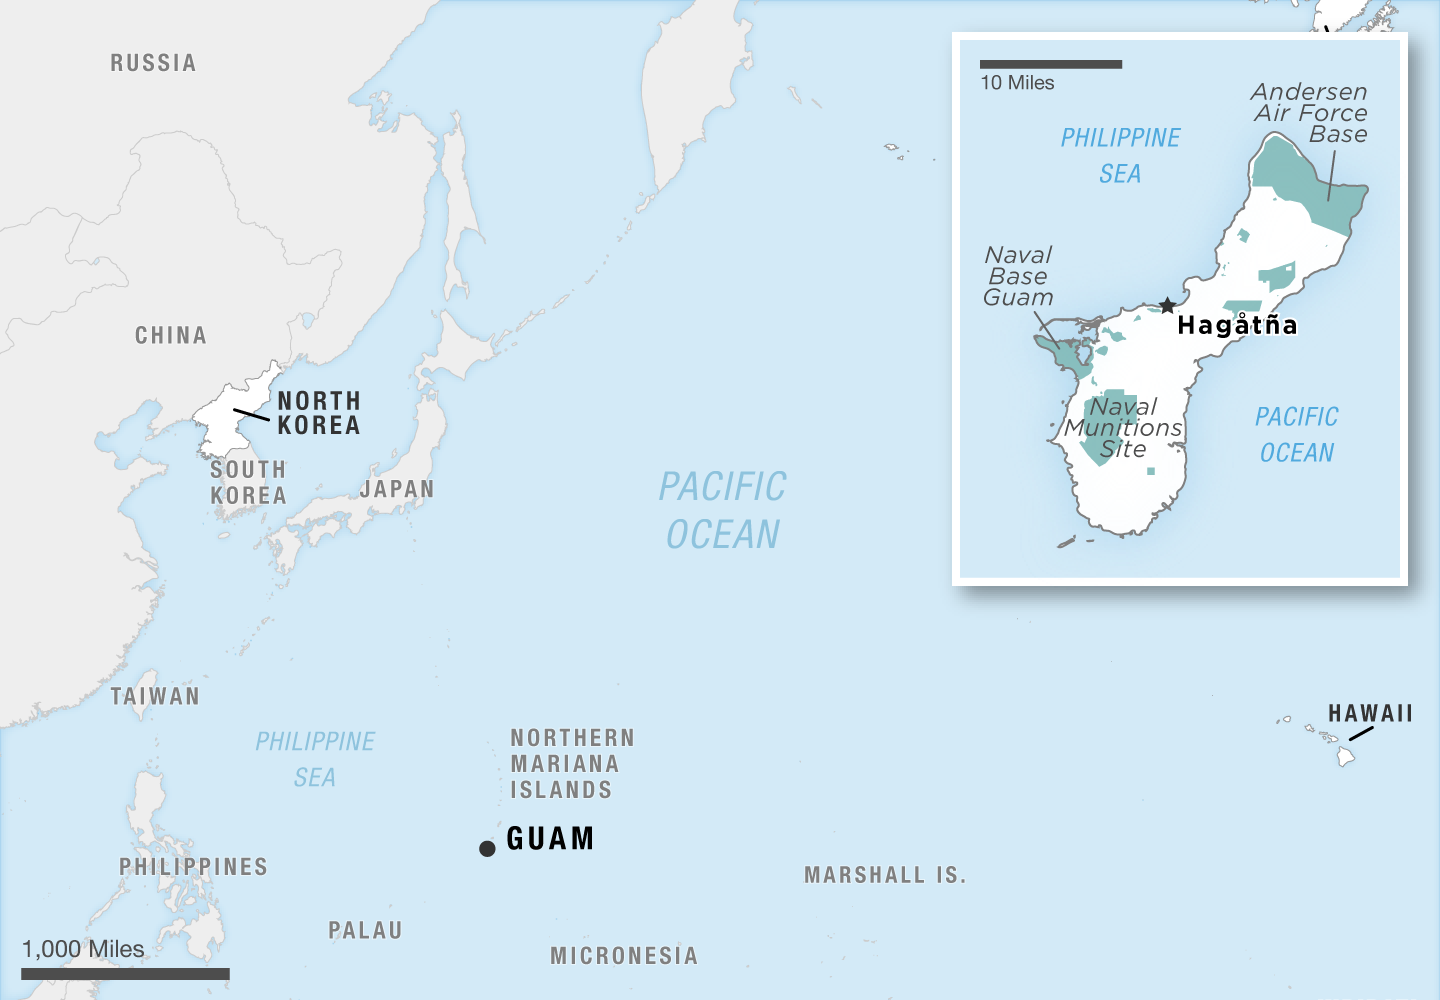 RUSSIA
CHINA
NORTH
KOREA
SOUTH
KOREA
JAPAN
PACIFIC
OCEAN
TAIWAN
PHILIPPINE
SEA
NORTHERN
MARIANA
ISLANDS
GUAM
PHILIPPINES
PALAU
MICRONESIA
MARSHALL IS.
HAWAII
1,000 Miles
10 Miles
Andersen
Air Force
Base
PHILIPPINE
SEA
Naval
Base
Guam
Hagåtña
Naval
Munitions
Site
PACIFIC
OCEAN